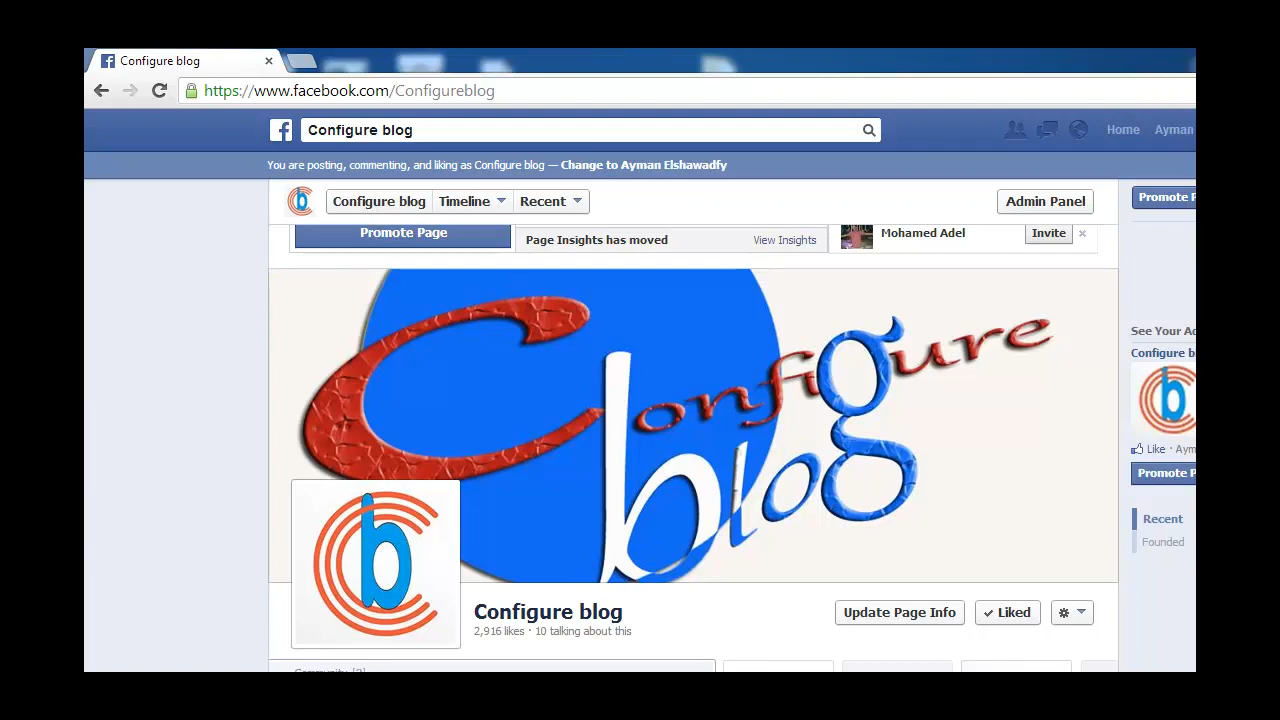 Configure blog
https://www.facebook.com/Configureblog
Configure blog
Home
Ayman
You are posting, commenting, and liking as Configure blog — Change to Ayman Elshawadfy
Configure blog
Timeline
Recent
Admin Panel
Promote P
Promote Page
Page Insights has moved
View Insights
Mohamed Adel
Invite
Configure
blog
See Your Ad
Configure b
Like · Aym
Promote P
Recent
Founded
cb
Configure blog
2,916 likes · 10 talking about this
Update Page Info
Liked